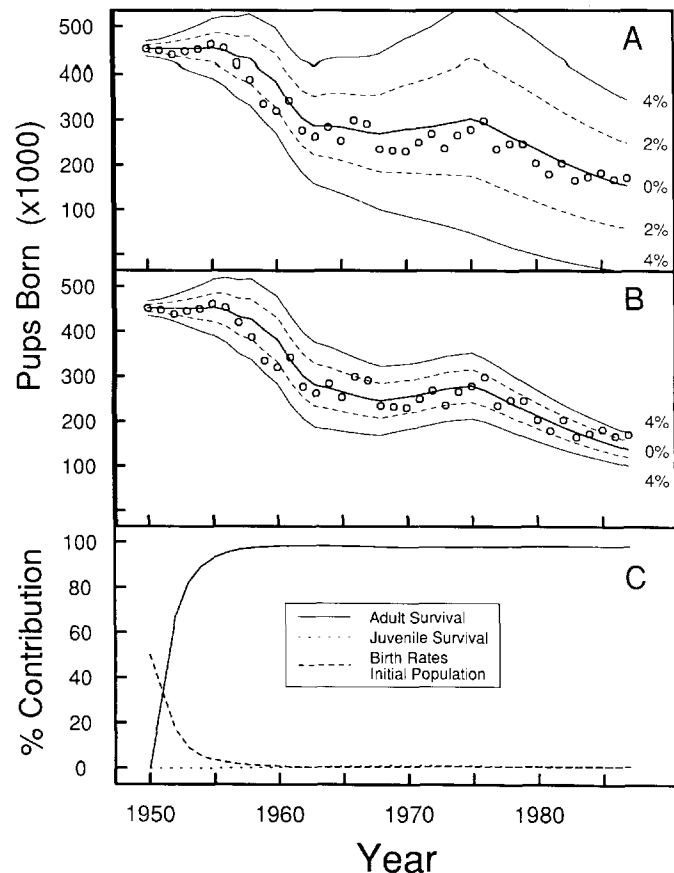 A
500
400
300
200
100
4%
2%
0%
2%
4%
Pups Born (x1000)
B
500
400
300
200
100
0
4%
0%
4%
C
100
80
60
40
20
0
% Contribution
Adult Survival
Juvenile Survival
Birth Rates
Initial Population
1950 1960 1970 1980
Year